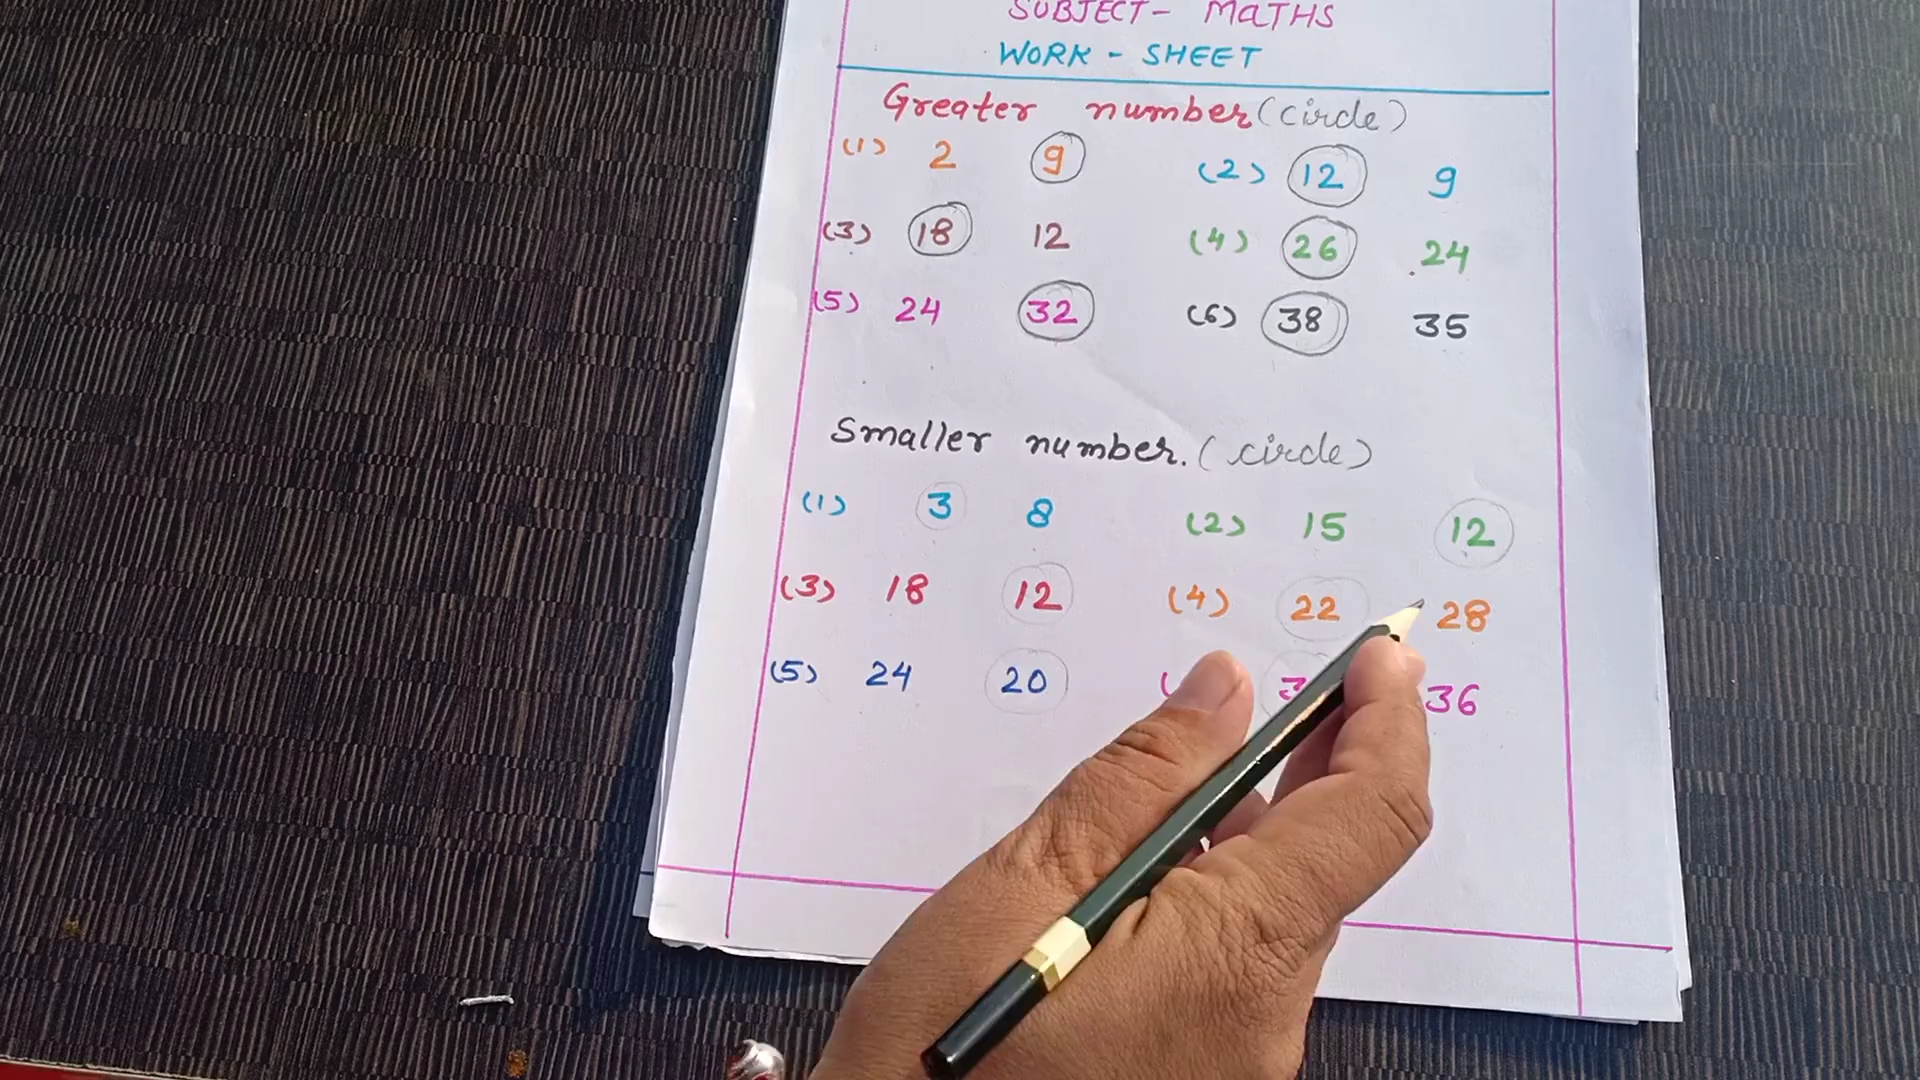 SUBJECT- MATHS
WORK - SHEET
Greater number (circle)
(1) 2 9 (2) 12 9
(3) 18 12 (4) 26 24
(5) 24 32 (6) 38 35
Smaller number. (circle)
(1) 3 8 (2) 15 12
(3) 18 12 (4) 22 28
(5) 24 20 36